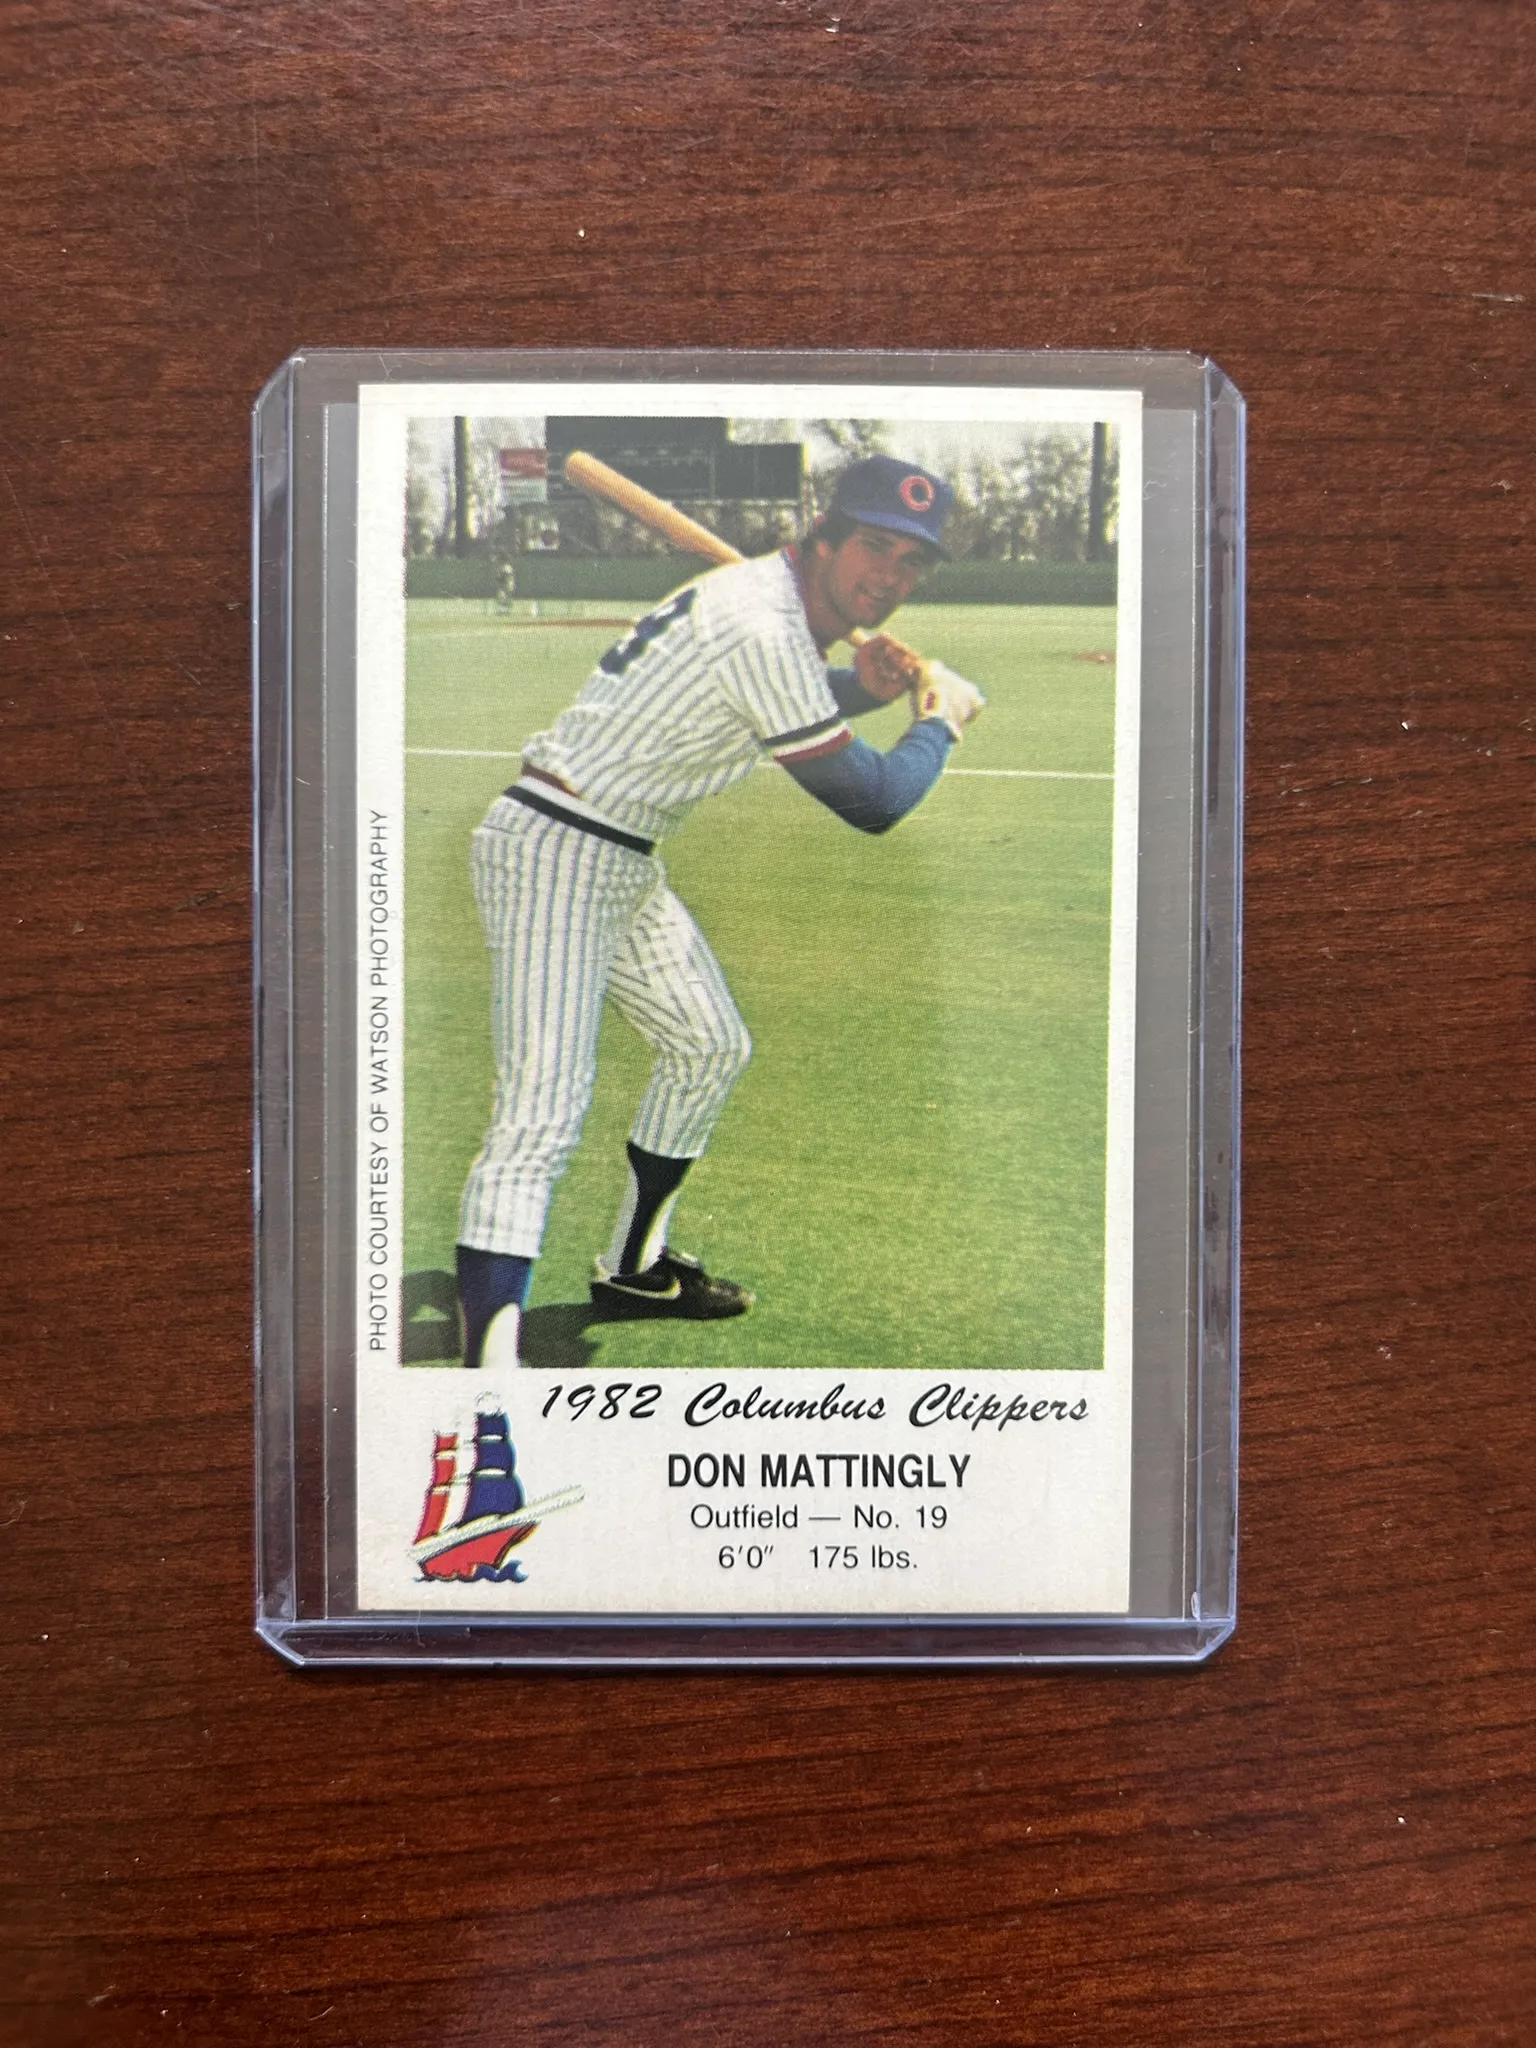 PHOTO COURTESY OF WATSON PHOTOGRAPHY
C
1982 Columbus Clippers
DON MATTINGLY
Outfield — No. 19
6'0" 175 lbs.